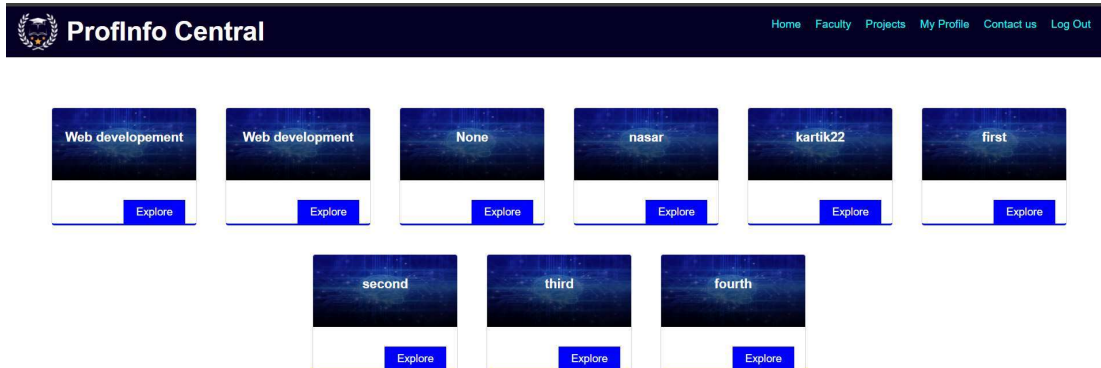 ProfInfo Central
Home Faculty Projects My Profile Contact us Log Out
Web developement
Web development
None
nasar
kartik22
first
Explore
Explore
Explore
Explore
Explore
Explore
second
third
fourth
Explore
Explore
Explore